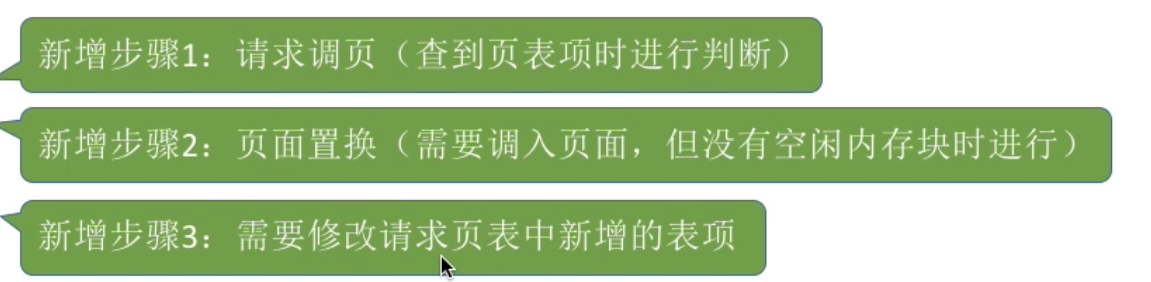 新增步骤1：请求调页（查到页表项时进行判断）
新增步骤2：页面置换（需要调入页面，但没有空闲内存块时进行）
新增步骤3：需要修改请求页表中新增的表项